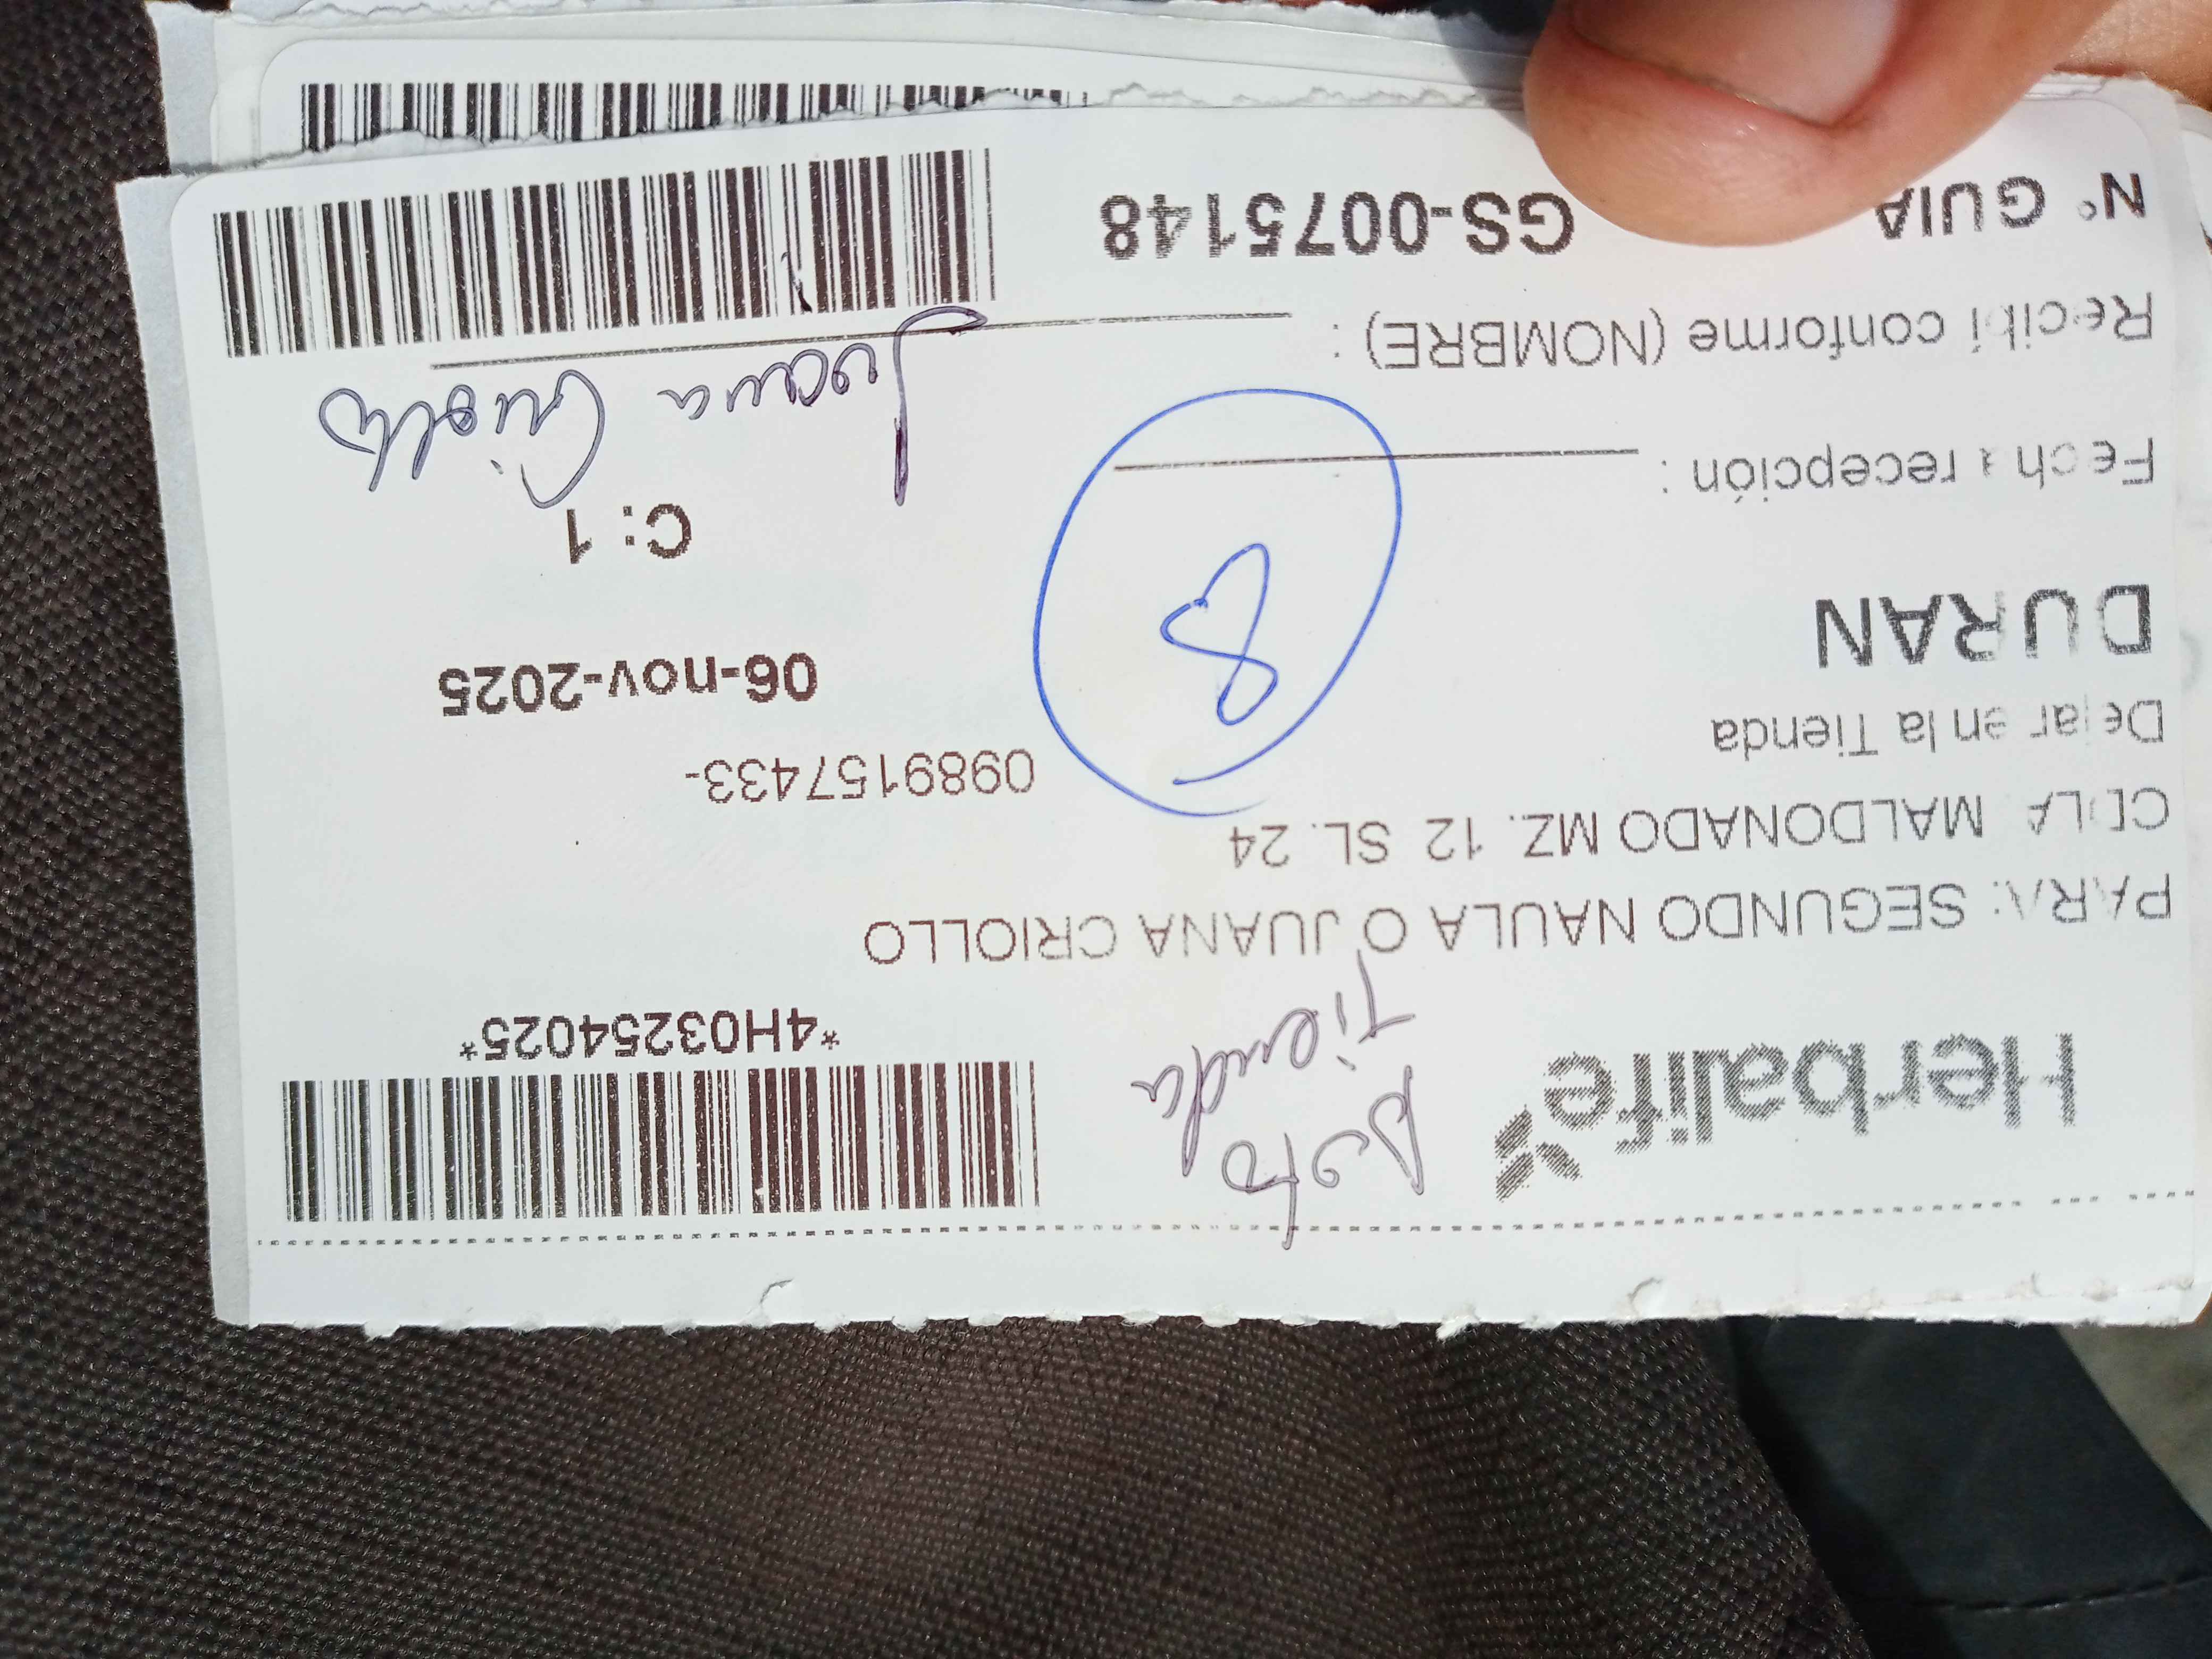 Herbalife
*4H03254025*
Dejo
Tienda
PARA: SEGUNDO NAULA O JUANA CRIOLLO
CDLA MALDONADO MZ. 12 SL. 24
Dejar en la Tienda
0989157433-
DURAN
06-nov-2025
8
C: 1
Fecha recepción :
Recibí conforme (NOMBRE) :
Juana Criollo
N° GUIA
GS-0075148